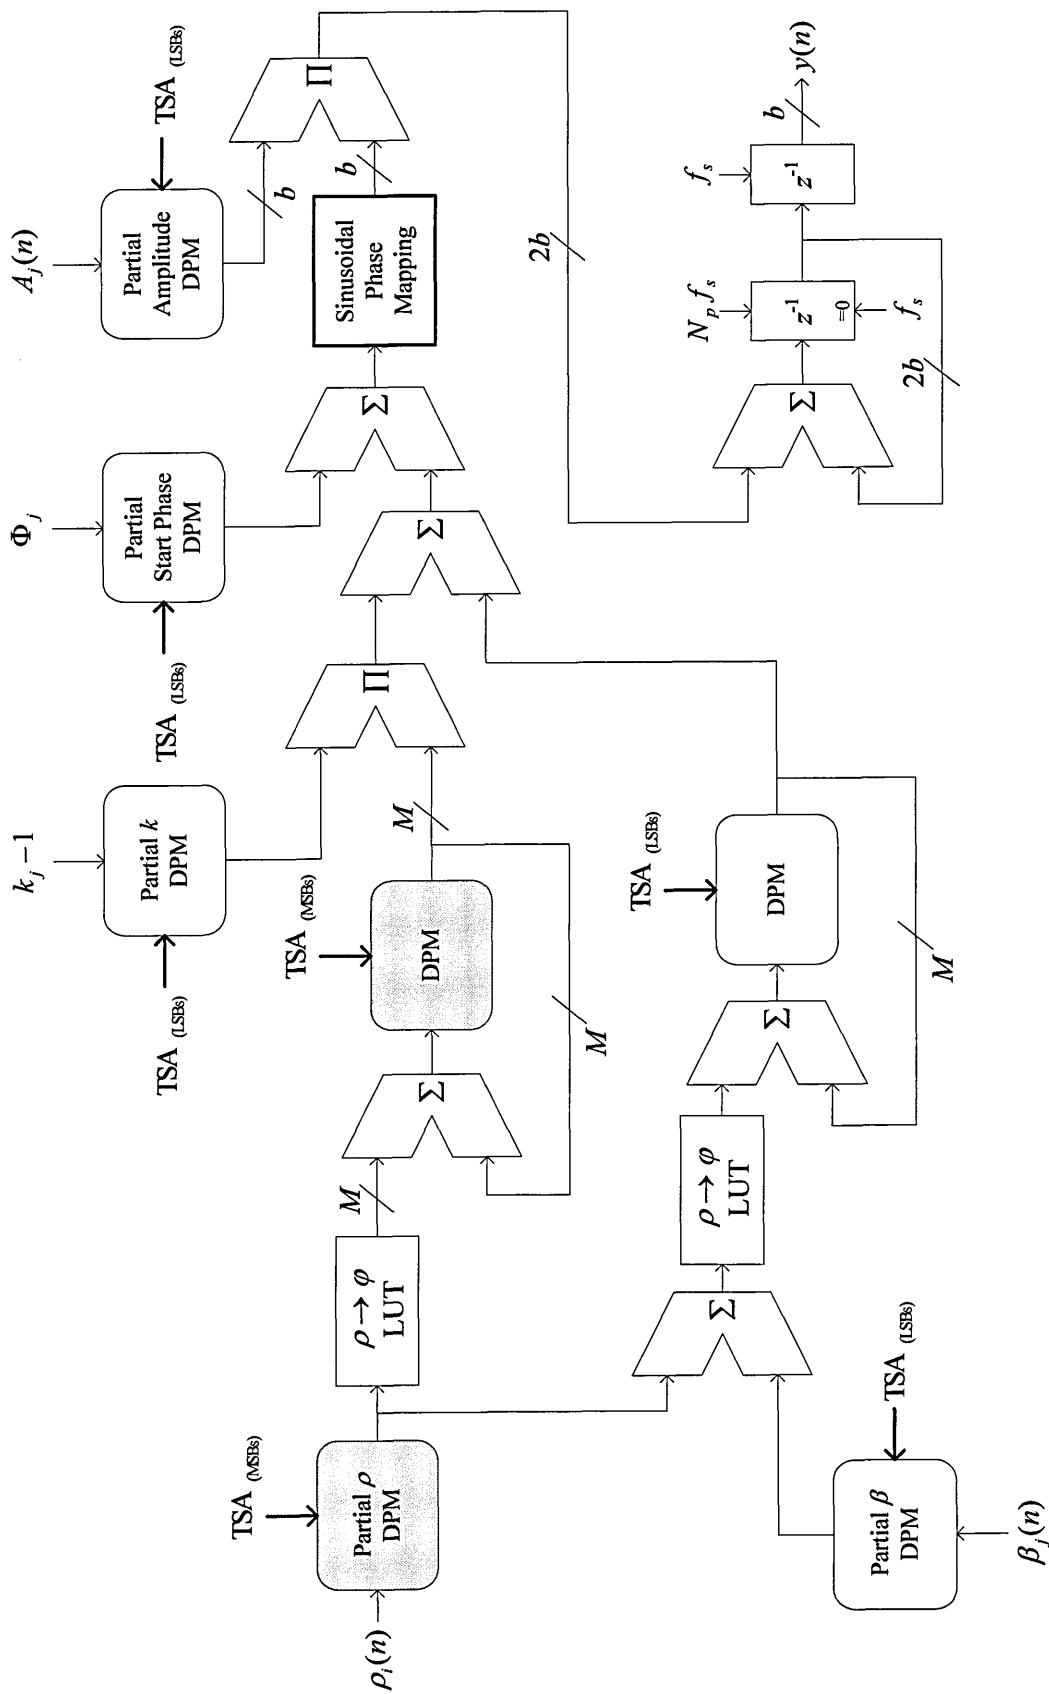 A_j(n)
Partial
Amplitude
DPM
TSA (LSBs)
b
Π
b
Sinusoidal
Phase
Mapping
Φ_j
Partial
Start Phase
DPM
TSA (LSBs)
Σ
Σ
k_j − 1
Partial k
DPM
TSA (LSBs)
Π
M
TSA (MSBs)
DPM
M
Σ
M
ρ → φ
LUT
TSA (MSBs)
Partial ρ
DPM
ρ_i(n)
Σ
ρ → φ
LUT
Partial β
DPM
TSA (LSBs)
β_j(n)
Σ
TSA (LSBs)
DPM
M
2b
Σ
N_p f_s
z⁻¹
=0
f_s
2b
f_s
z⁻¹
b
y(n)